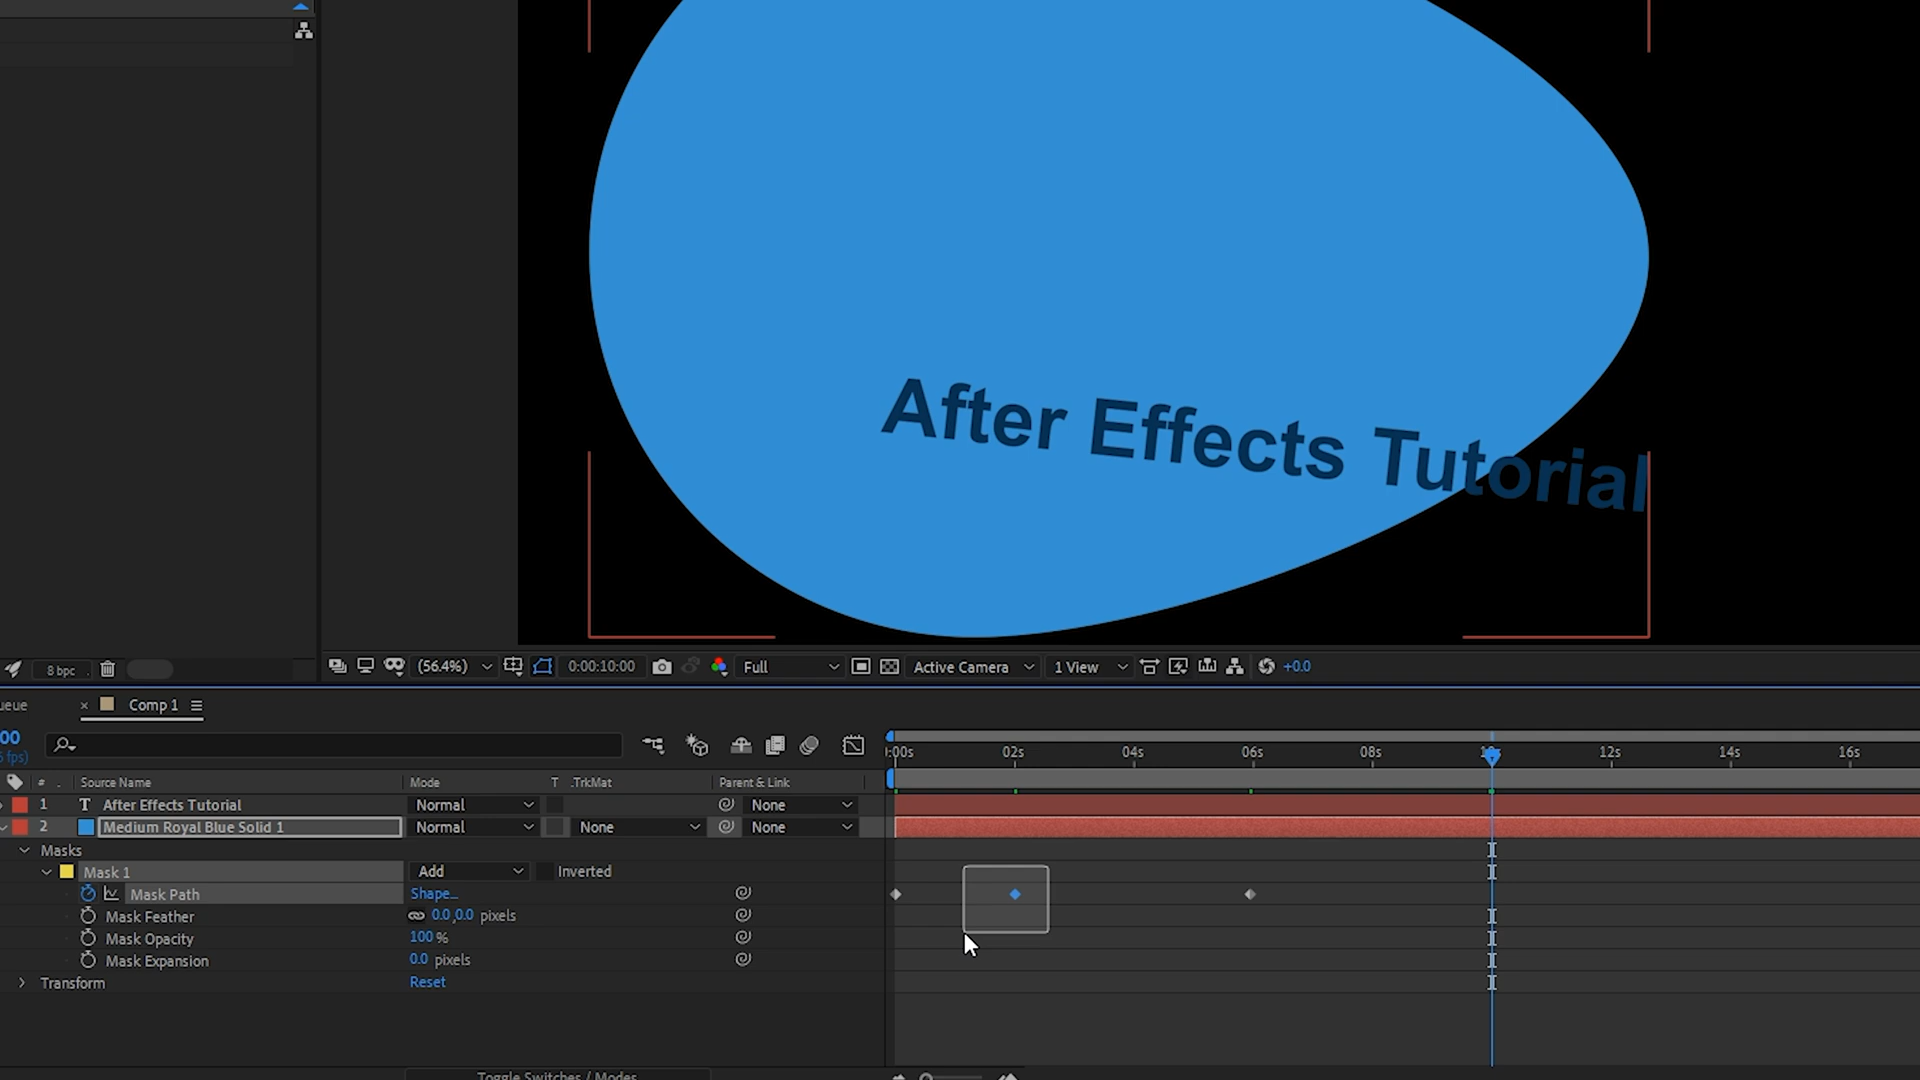 After Effects Tutorial
8 bpc
(56.4%)
0:00:10:00
Full
Active Camera
1 View
+0.0
ueue
× Comp 1
00
fps)
:00s 02s 04s 06s 08s 12s 14s 16s
# Source Name Mode T .TrkMat Parent & Link
1 T After Effects Tutorial Normal None
2 Medium Royal Blue Solid 1 Normal None None
Masks
Mask 1 Add Inverted
Mask Path Shape...
Mask Feather 0.0,0.0 pixels
Mask Opacity 100 %
Mask Expansion 0.0 pixels
Transform Reset
Toggle Switches / Modes